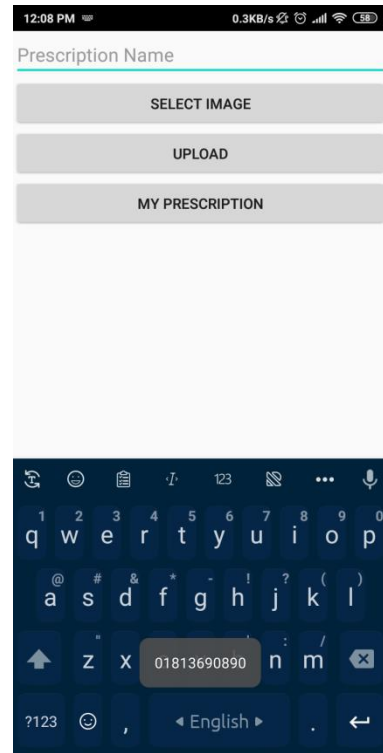 12:08 PM 0.3KB/s 58
Prescription Name
SELECT IMAGE
UPLOAD
MY PRESCRIPTION
123
1 2 3 4 5 6 7 8 9 0
q w e r t y u i o p
@ # & * - ! ? ( )
a s d f g h j k l
" : /
z x n m
01813690890
?123 , English .